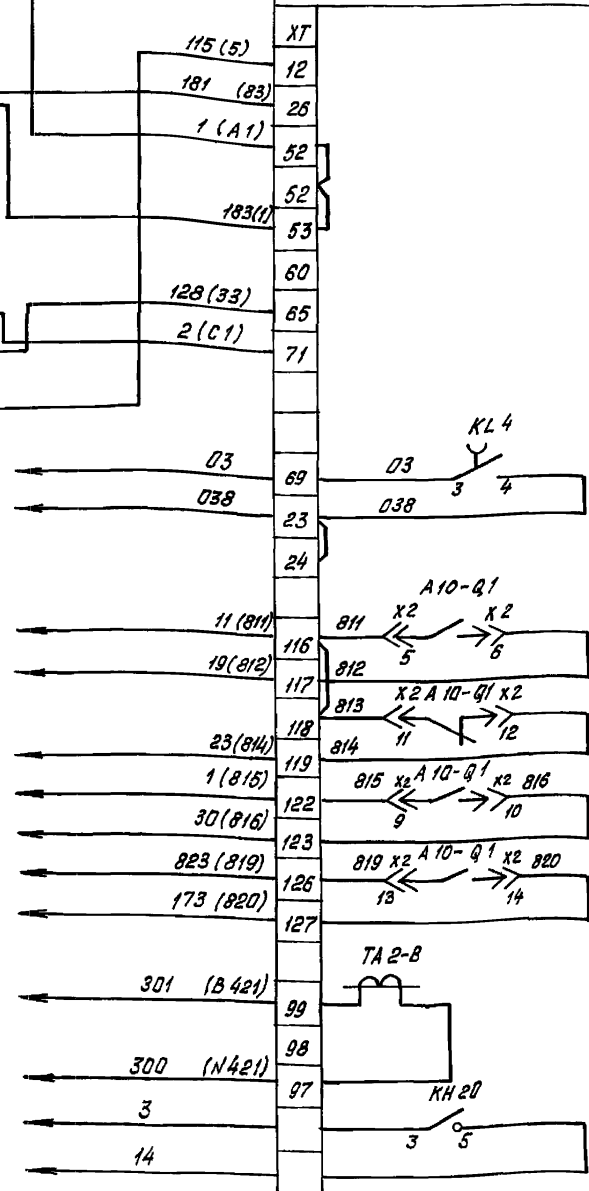 XT
115 (5) 12
181 (83) 26
1 (A1) 52
52
183(1) 53
60
128 (33) 65
2 (C1) 71
KL 4
03 69 03 3 4
038 23 038
24
A10-Q1
11 (811) 116 811 X2 5 X2 6
19(812) 117 812
118 813 X2 A10-Q1 X2
11 12
23(814) 119 814
1 (815) 122 815 X2 A10-Q1 X2 816
9 10
30(816) 123
823 (819) 126 819 X2 A10-Q1 X2 820
13 14
173 (820) 127
TA 2-B
301 (B421) 99
98
300 (N421) 97
KH 20
3 3 5
14